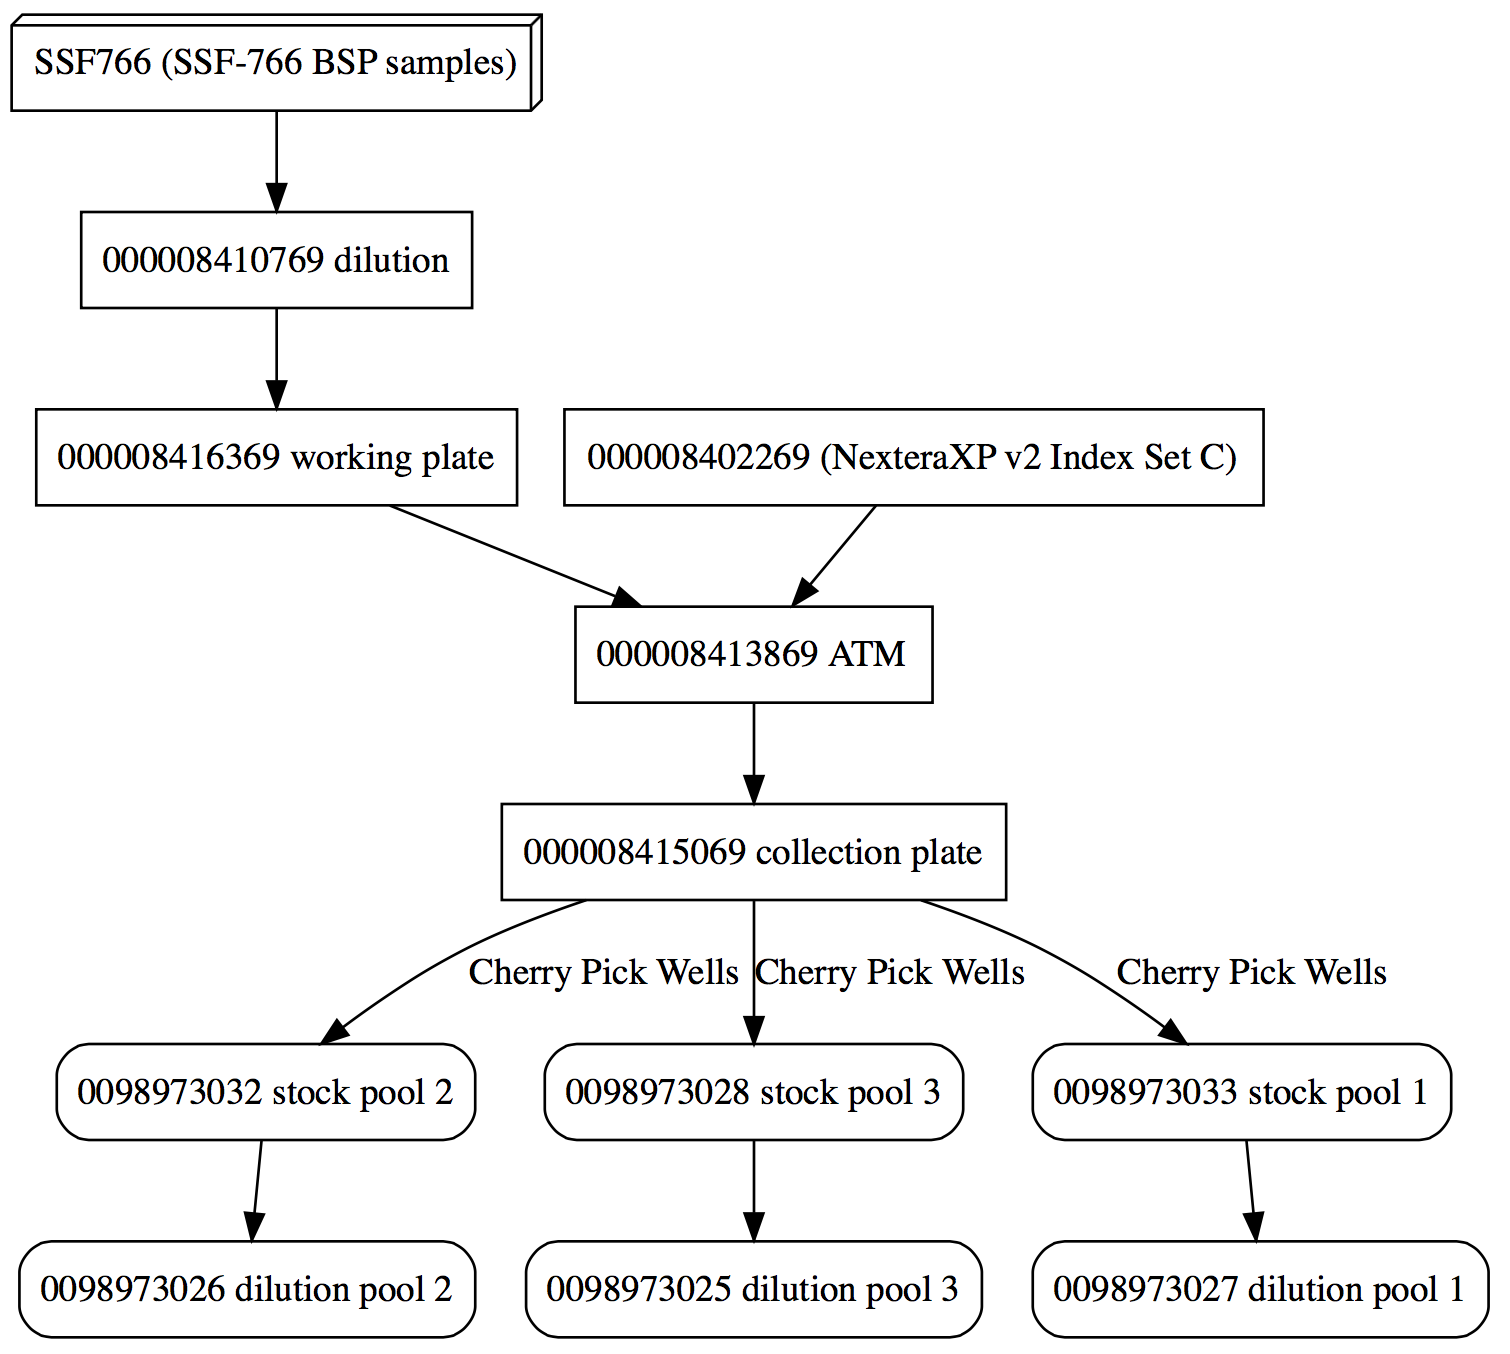 SSF766 (SSF-766 BSP samples)
000008410769 dilution
000008416369 working plate
000008402269 (NexteraXP v2 Index Set C)
000008413869 ATM
000008415069 collection plate
Cherry Pick Wells
Cherry Pick Wells
Cherry Pick Wells
0098973032 stock pool 2
0098973028 stock pool 3
0098973033 stock pool 1
0098973026 dilution pool 2
0098973025 dilution pool 3
0098973027 dilution pool 1